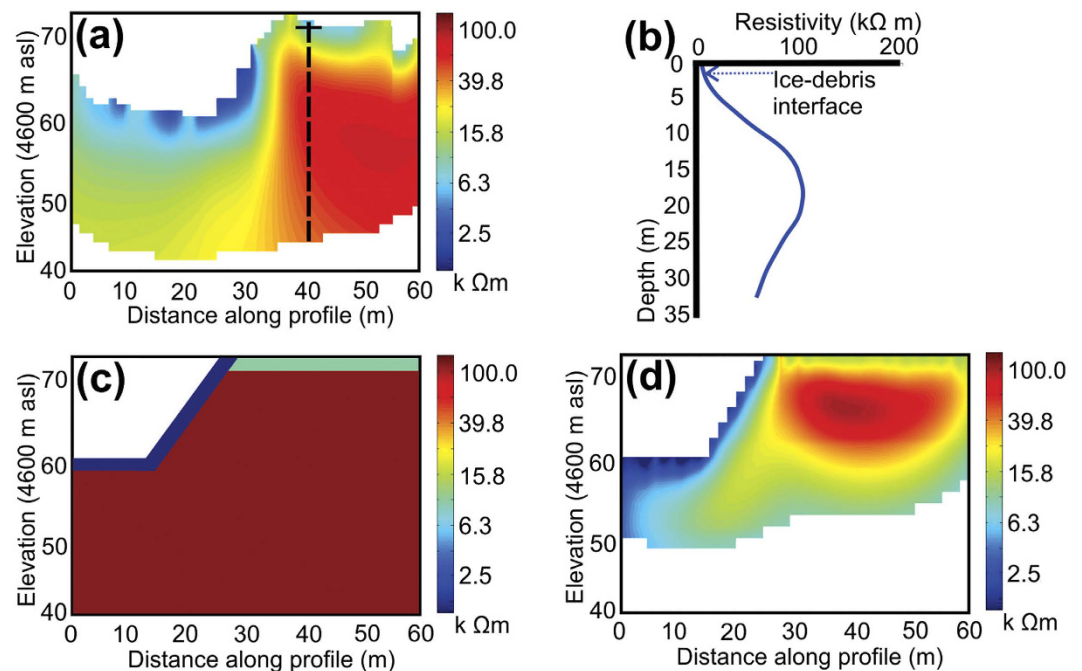 (a)
Elevation (4600 m asl)
70
60
50
40
0 10 20 30 40 50 60
Distance along profile (m)
100.0
39.8
15.8
6.3
2.5
k Ωm
(b)
Resistivity (kΩ m)
0 100 200
0
5
10
15
20
25
30
35
Depth (m)
Ice-debris
interface
(c)
Elevation (4600 m asl)
70
60
50
40
0 10 20 30 40 50 60
Distance along profile (m)
100.0
39.8
15.8
6.3
2.5
k Ωm
(d)
Elevation (4600 m asl)
70
60
50
40
0 10 20 30 40 50 60
Distance along profile (m)
100.0
39.8
15.8
6.3
2.5
k Ωm